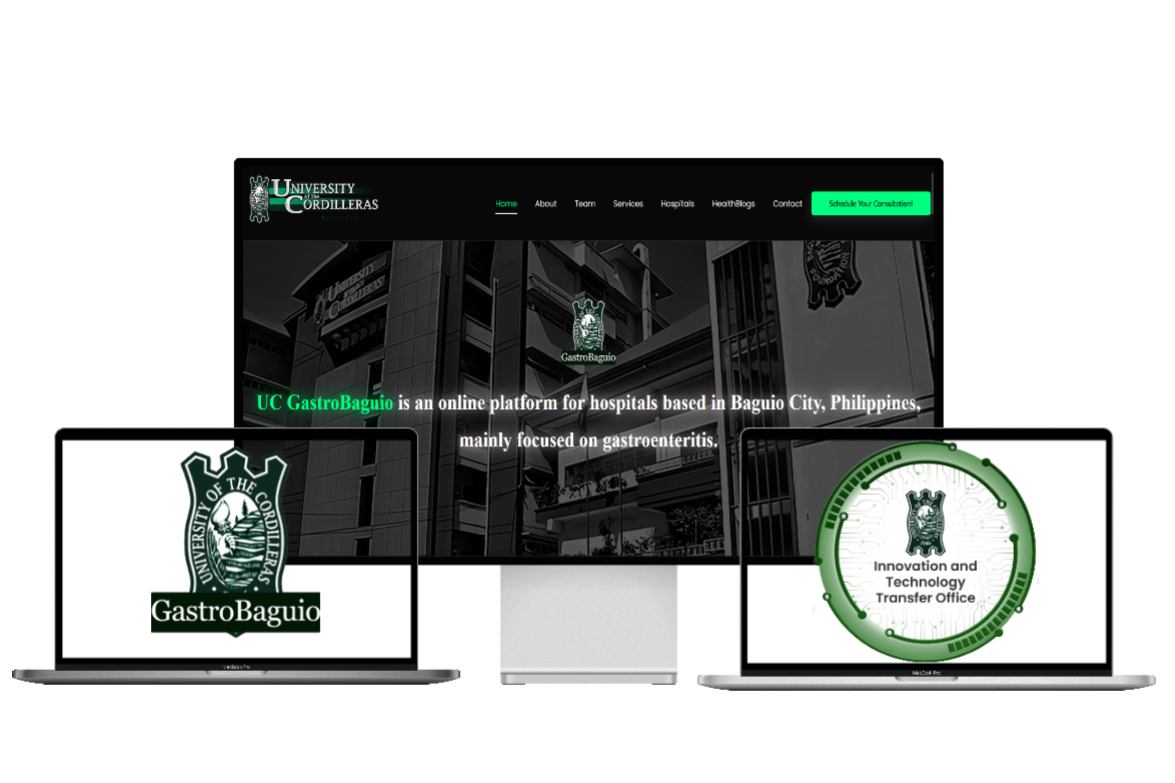 UNIVERSITY
of the
CORDILLERAS
Home
About
Team
Services
Hospitals
HealthBlogs
Contact
Schedule Your Consultation!
UNIVERSITY
of the
CORDILLERAS
FOUNDATION
GastroBaguio
UC GastroBaguio is an online platform for hospitals based in Baguio City, Philippines,
mainly focused on gastroenteritis.
UNIVERSITY OF THE CORDILLERAS
GastroBaguio
MacBook Pro
Innovation and
Technology
Transfer Office
MacBook Pro